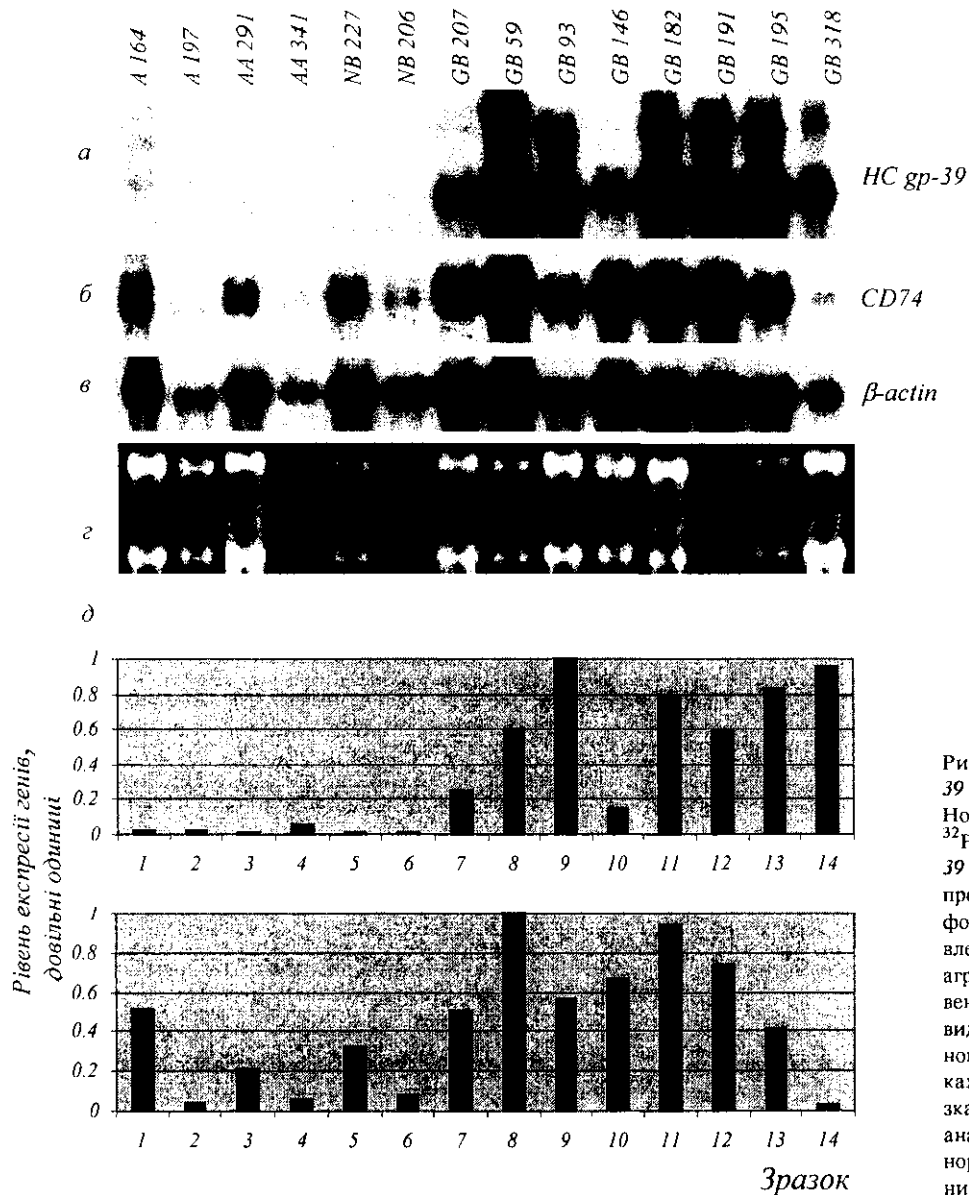 A 164 A 197 AA 291 AA 341 NB 227 NB 206 GB 207 GB 59 GB 93 GB 146 GB 182 GB 191 GB 195 GB 318
а HC gp-39
б CD74
в β-actin
г
д
Рівень експресії генів,
довільні одиниці
1
0.8
0.6
0.4
0.2
0
1 2 3 4 5 6 7 8 9 10 11 12 13 14
1
0.8
0.6
0.4
0.2
0
1 2 3 4 5 6 7 8 9 10 11 12 13 14
Зразок
Ри
39
Но
39
пре
фо
вле
агр
вен
вид
но
ках
зка
ана
нор
ни